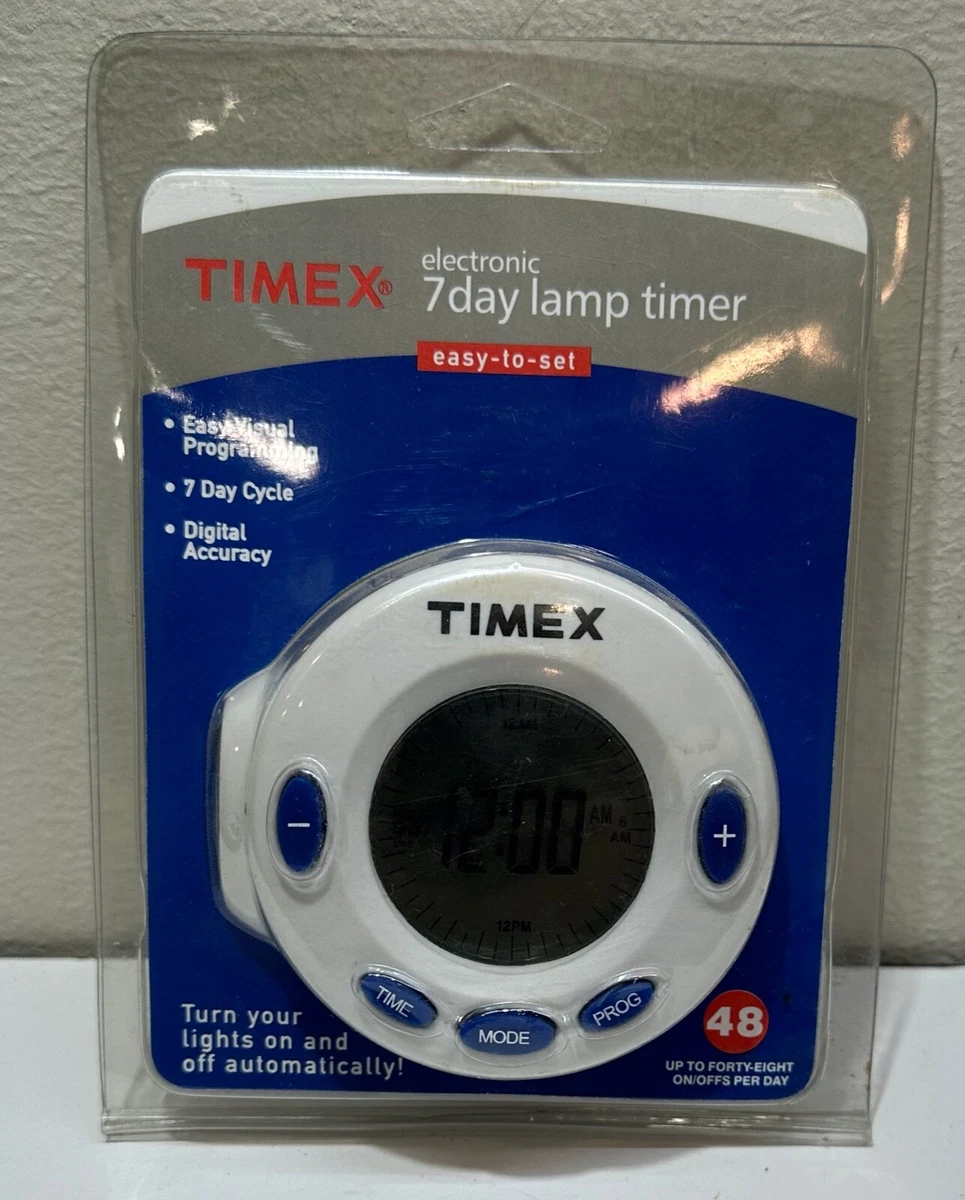 TIMEX®
electronic
7day lamp timer
easy-to-set
• Easy Visual
Programming
• 7 Day Cycle
• Digital
Accuracy
TIMEX
12AM
12:00 AM
AM
12PM
−
+
TIME
MODE
PROG
Turn your
lights on and
off automatically!
48
UP TO FORTY-EIGHT
ON/OFFS PER DAY